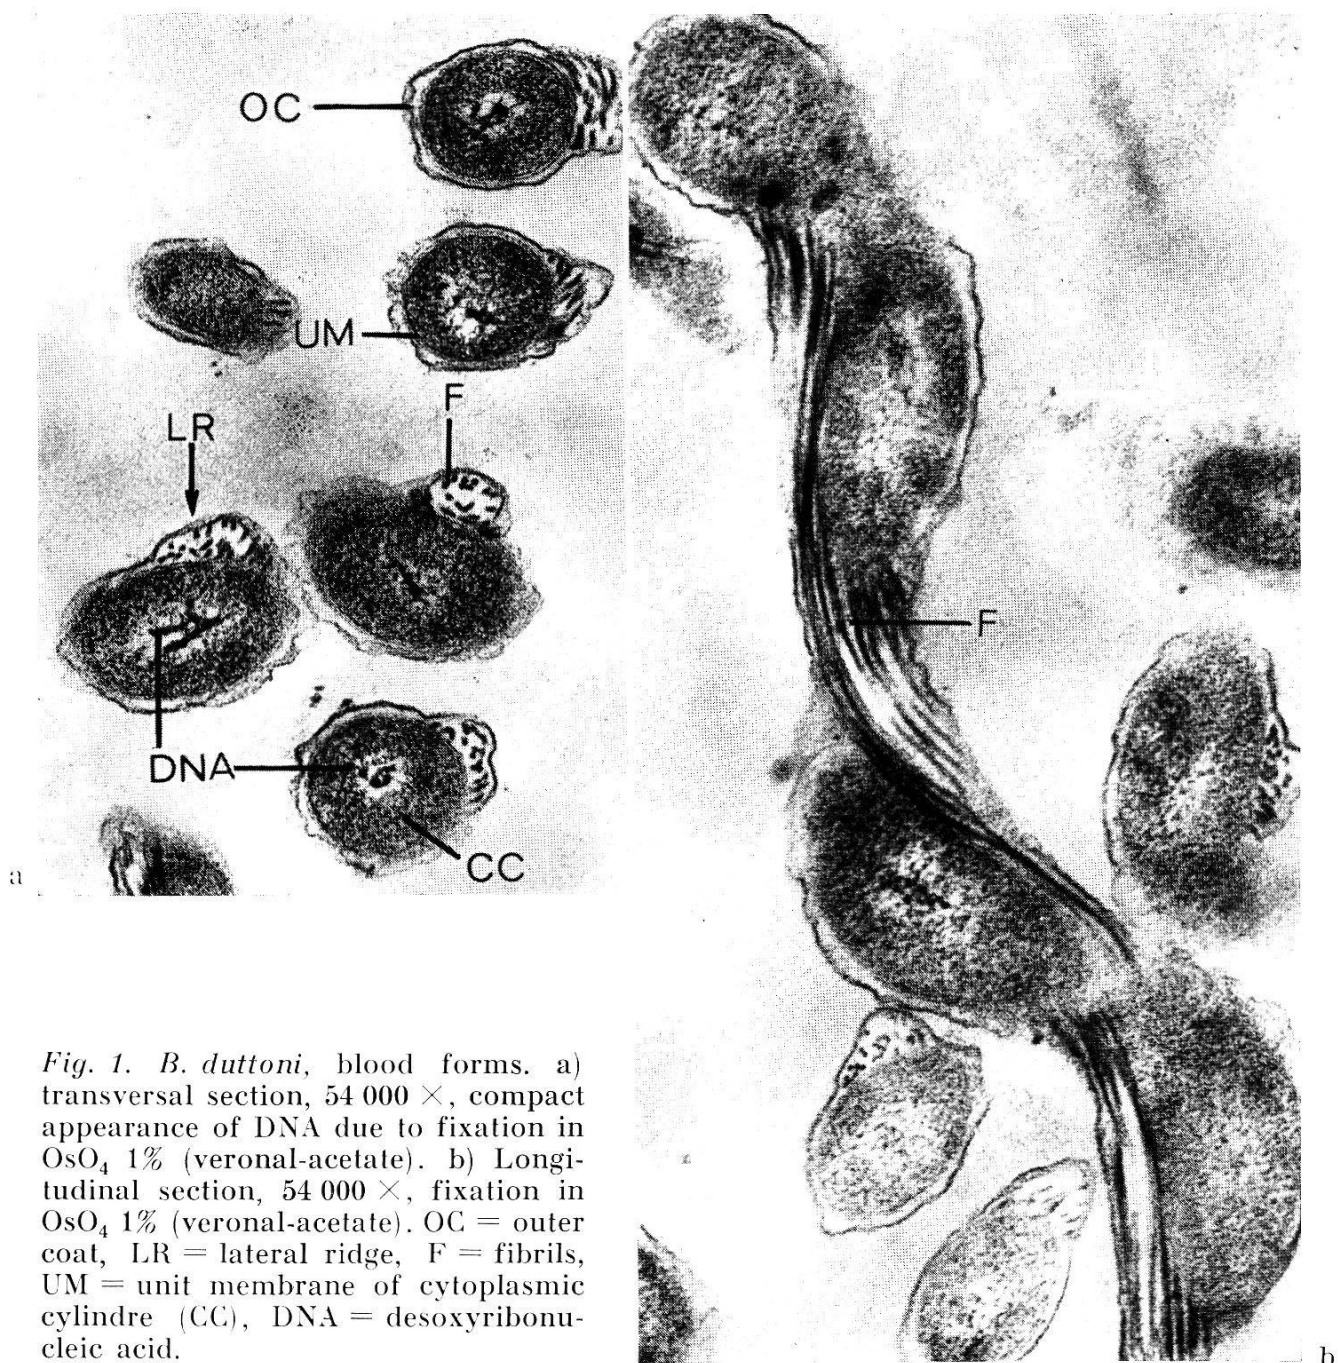 OC
UM
F
LR
F
DNA
CC
a
b
Fig. 1. B. duttoni, blood forms. a)
transversal section, 54 000 ×, compact
appearance of DNA due to fixation in
OsO₄ 1% (veronal-acetate). b) Longi-
tudinal section, 54 000 ×, fixation in
OsO₄ 1% (veronal-acetate). OC = outer
coat, LR = lateral ridge, F = fibrils,
UM = unit membrane of cytoplasmic
cylindre (CC), DNA = desoxyribonu-
cleic acid.